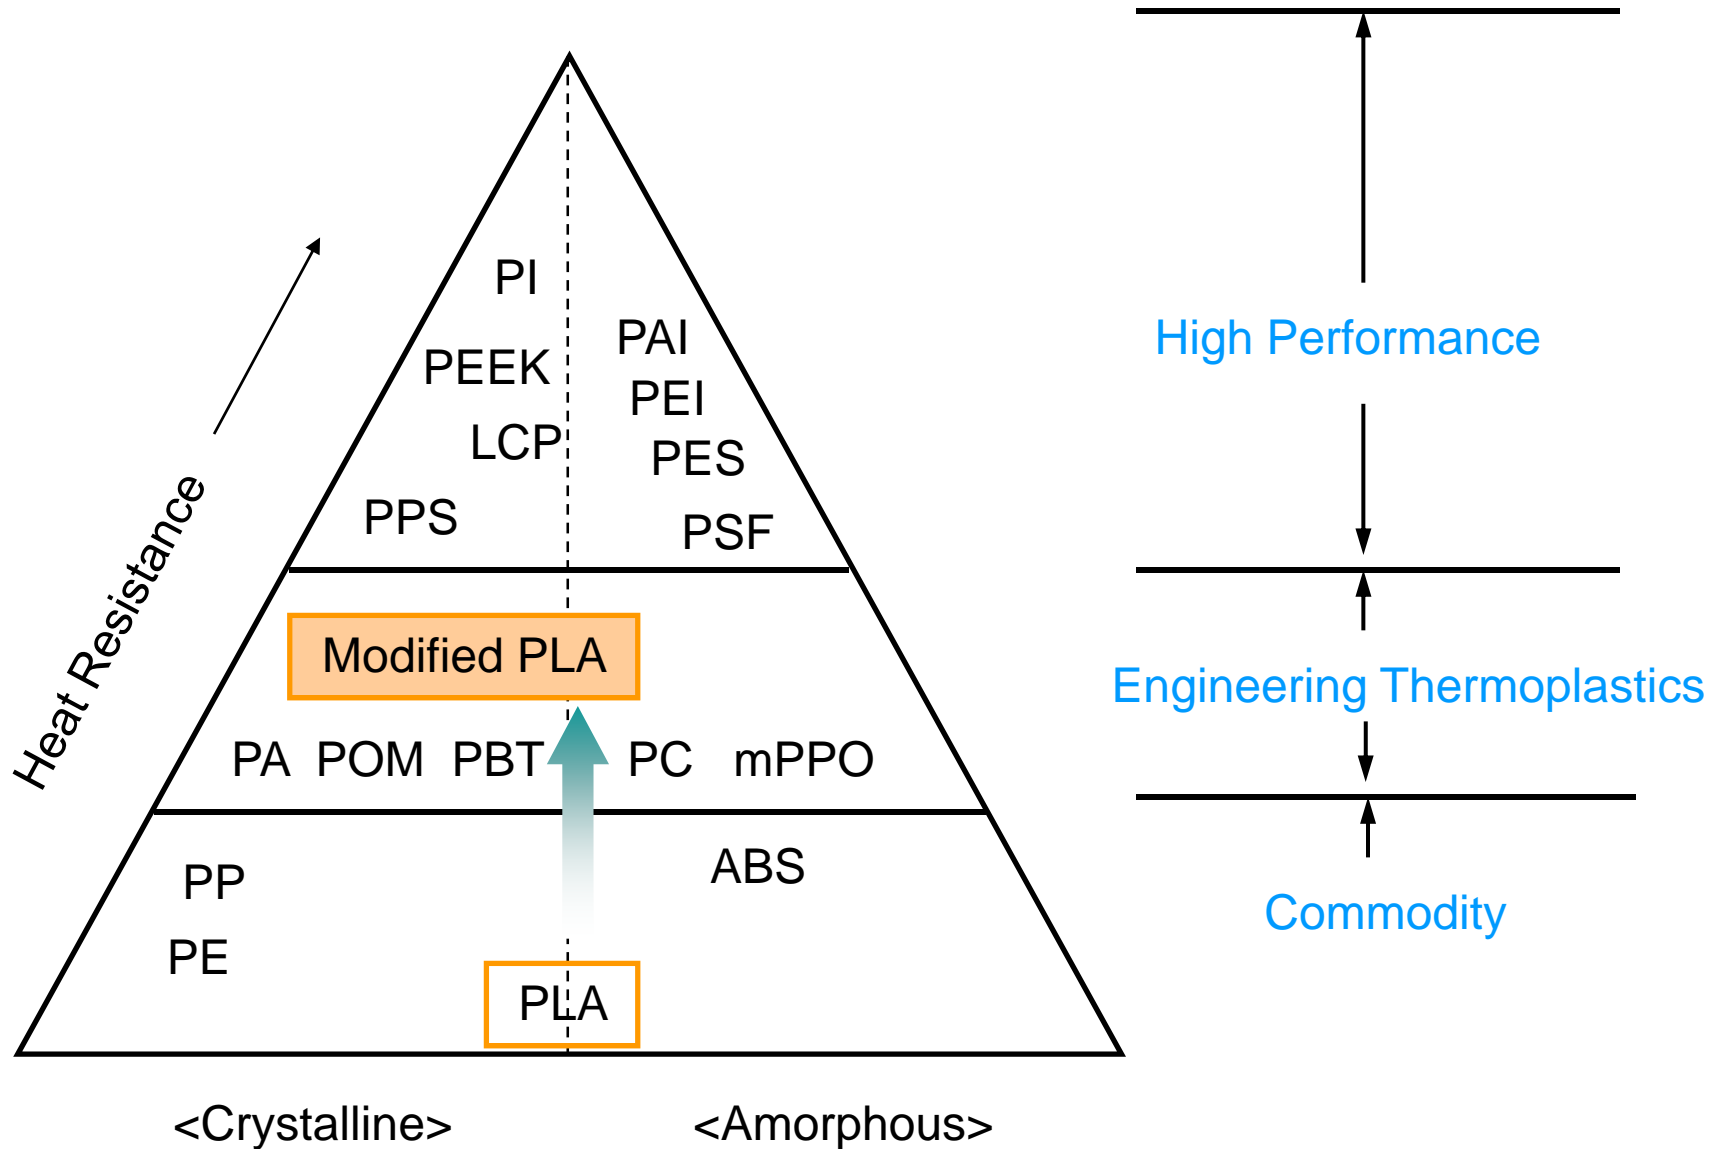 PI
PAI
High Performance
PEEK
PEI
LCP
PES
PPS
PSF
Heat Resistance
Modified PLA
Engineering Thermoplastics
PA POM PBT PC mPPO
ABS
PP
Commodity
PE
PLA
<Crystalline> <Amorphous>